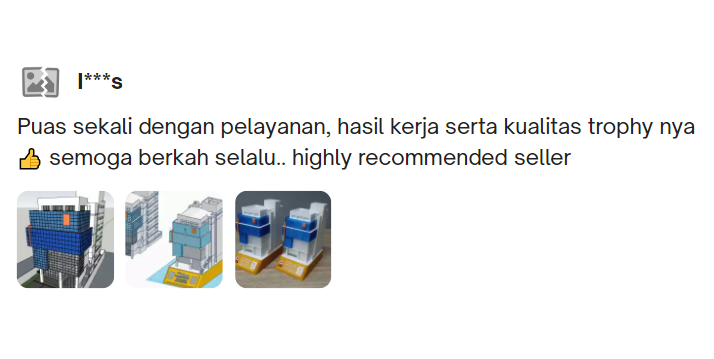 l***s
Puas sekali dengan pelayanan, hasil kerja serta kualitas trophy nya
👍 semoga berkah selalu.. highly recommended seller